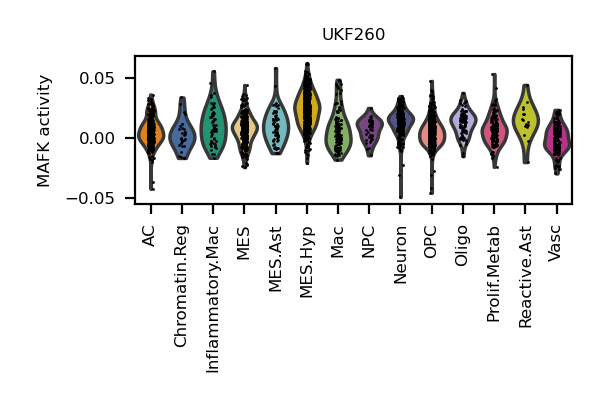 UKF260
MAFK activity
0.05
0.00
−0.05
AC
Chromatin.Reg
Inflammatory.Mac
MES
MES.Ast
MES.Hyp
Mac
NPC
Neuron
OPC
Oligo
Prolif.Metab
Reactive.Ast
Vasc